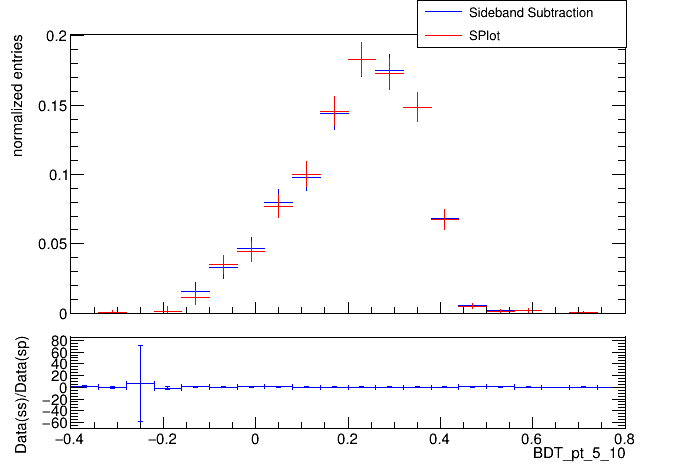 Sideband Subtraction
SPlot
normalized entries
0.2
0.15
0.1
0.05
0
Data(ss)/Data(sp)
80
60
40
20
0
−20
−40
−60
−0.4 −0.2 0 0.2 0.4 0.6 0.8
BDT_pt_5_10